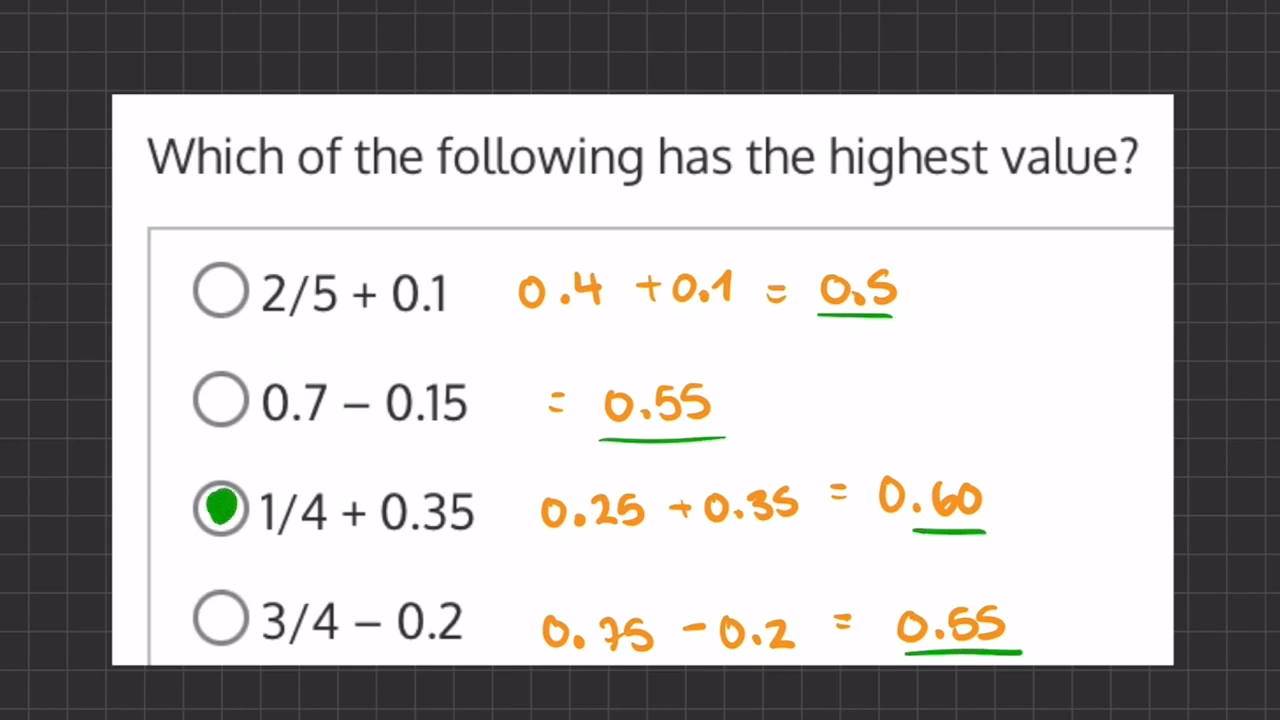 Which of the following has the highest value?
2/5 + 0.1 0.4 + 0.1 = 0.5
0.7 – 0.15 = 0.55
1/4 + 0.35 0.25 + 0.35 = 0.60
3/4 – 0.2 0.75 - 0.2 = 0.55